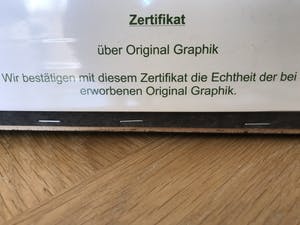 Zertifikat
über Original Graphik
Wir bestätigen mit diesem Zertifikat die Echtheit der bei
erworbenen Original Graphik.